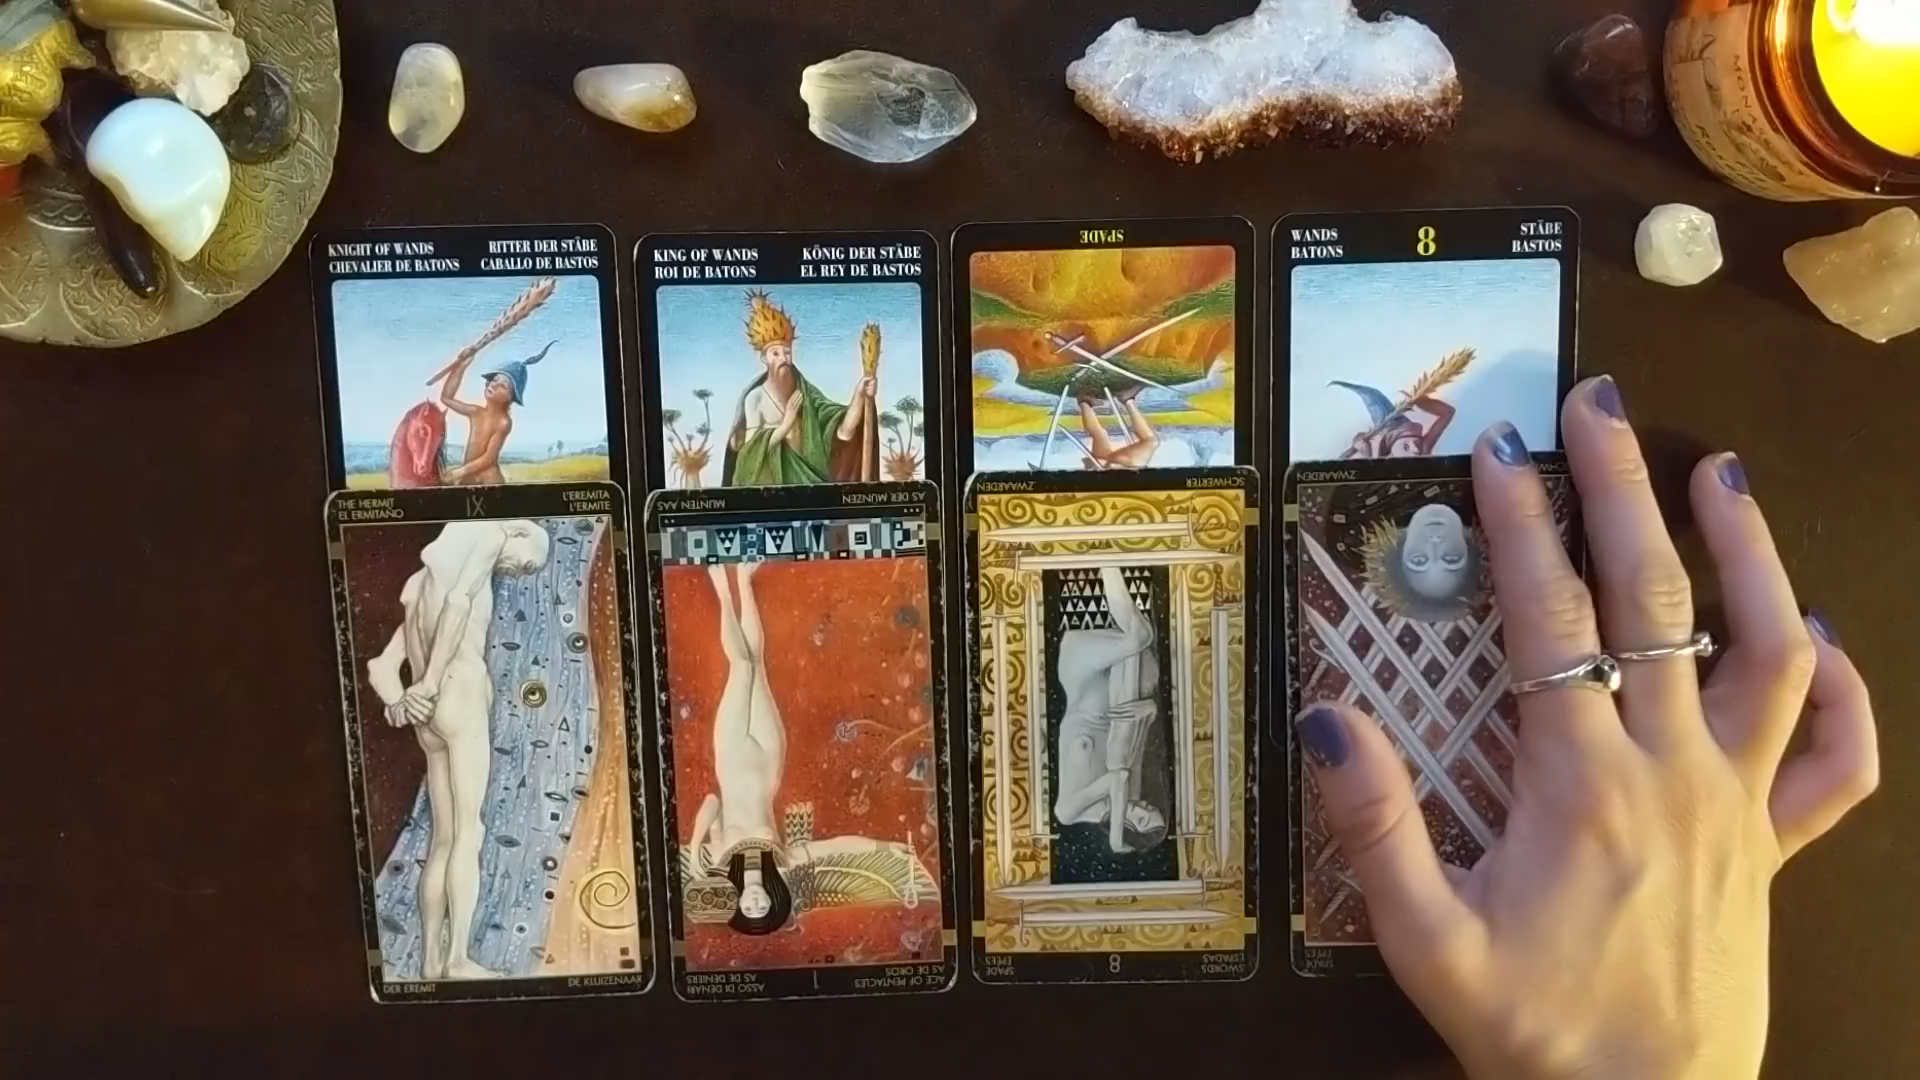 KNIGHT OF WANDS
CHEVALIER DE BATONS
RITTER DER STÄBE
CABALLO DE BASTOS
KING OF WANDS
ROI DE BATONS
KÖNIG DER STÄBE
EL REY DE BASTOS
SPADE
WANDS
BATONS
8
STÄBE
BASTOS
THE HERMIT
EL ERMITAÑO
IX
L'EREMITA
L'ERMITE
DER EREMIT
DE KLUIZENAAR
MUNTEN AAS
AS DER MÜNZEN
ASSO DI DENARI
AS DE DENIERS
1
ACE OF PENTACLES
AS DE OROS
ZWAARDEN
SCHWERTER
SPADE
EPEES
8
SWORDS
ESPADAS
ZWAARDEN
SPADE
EPEES